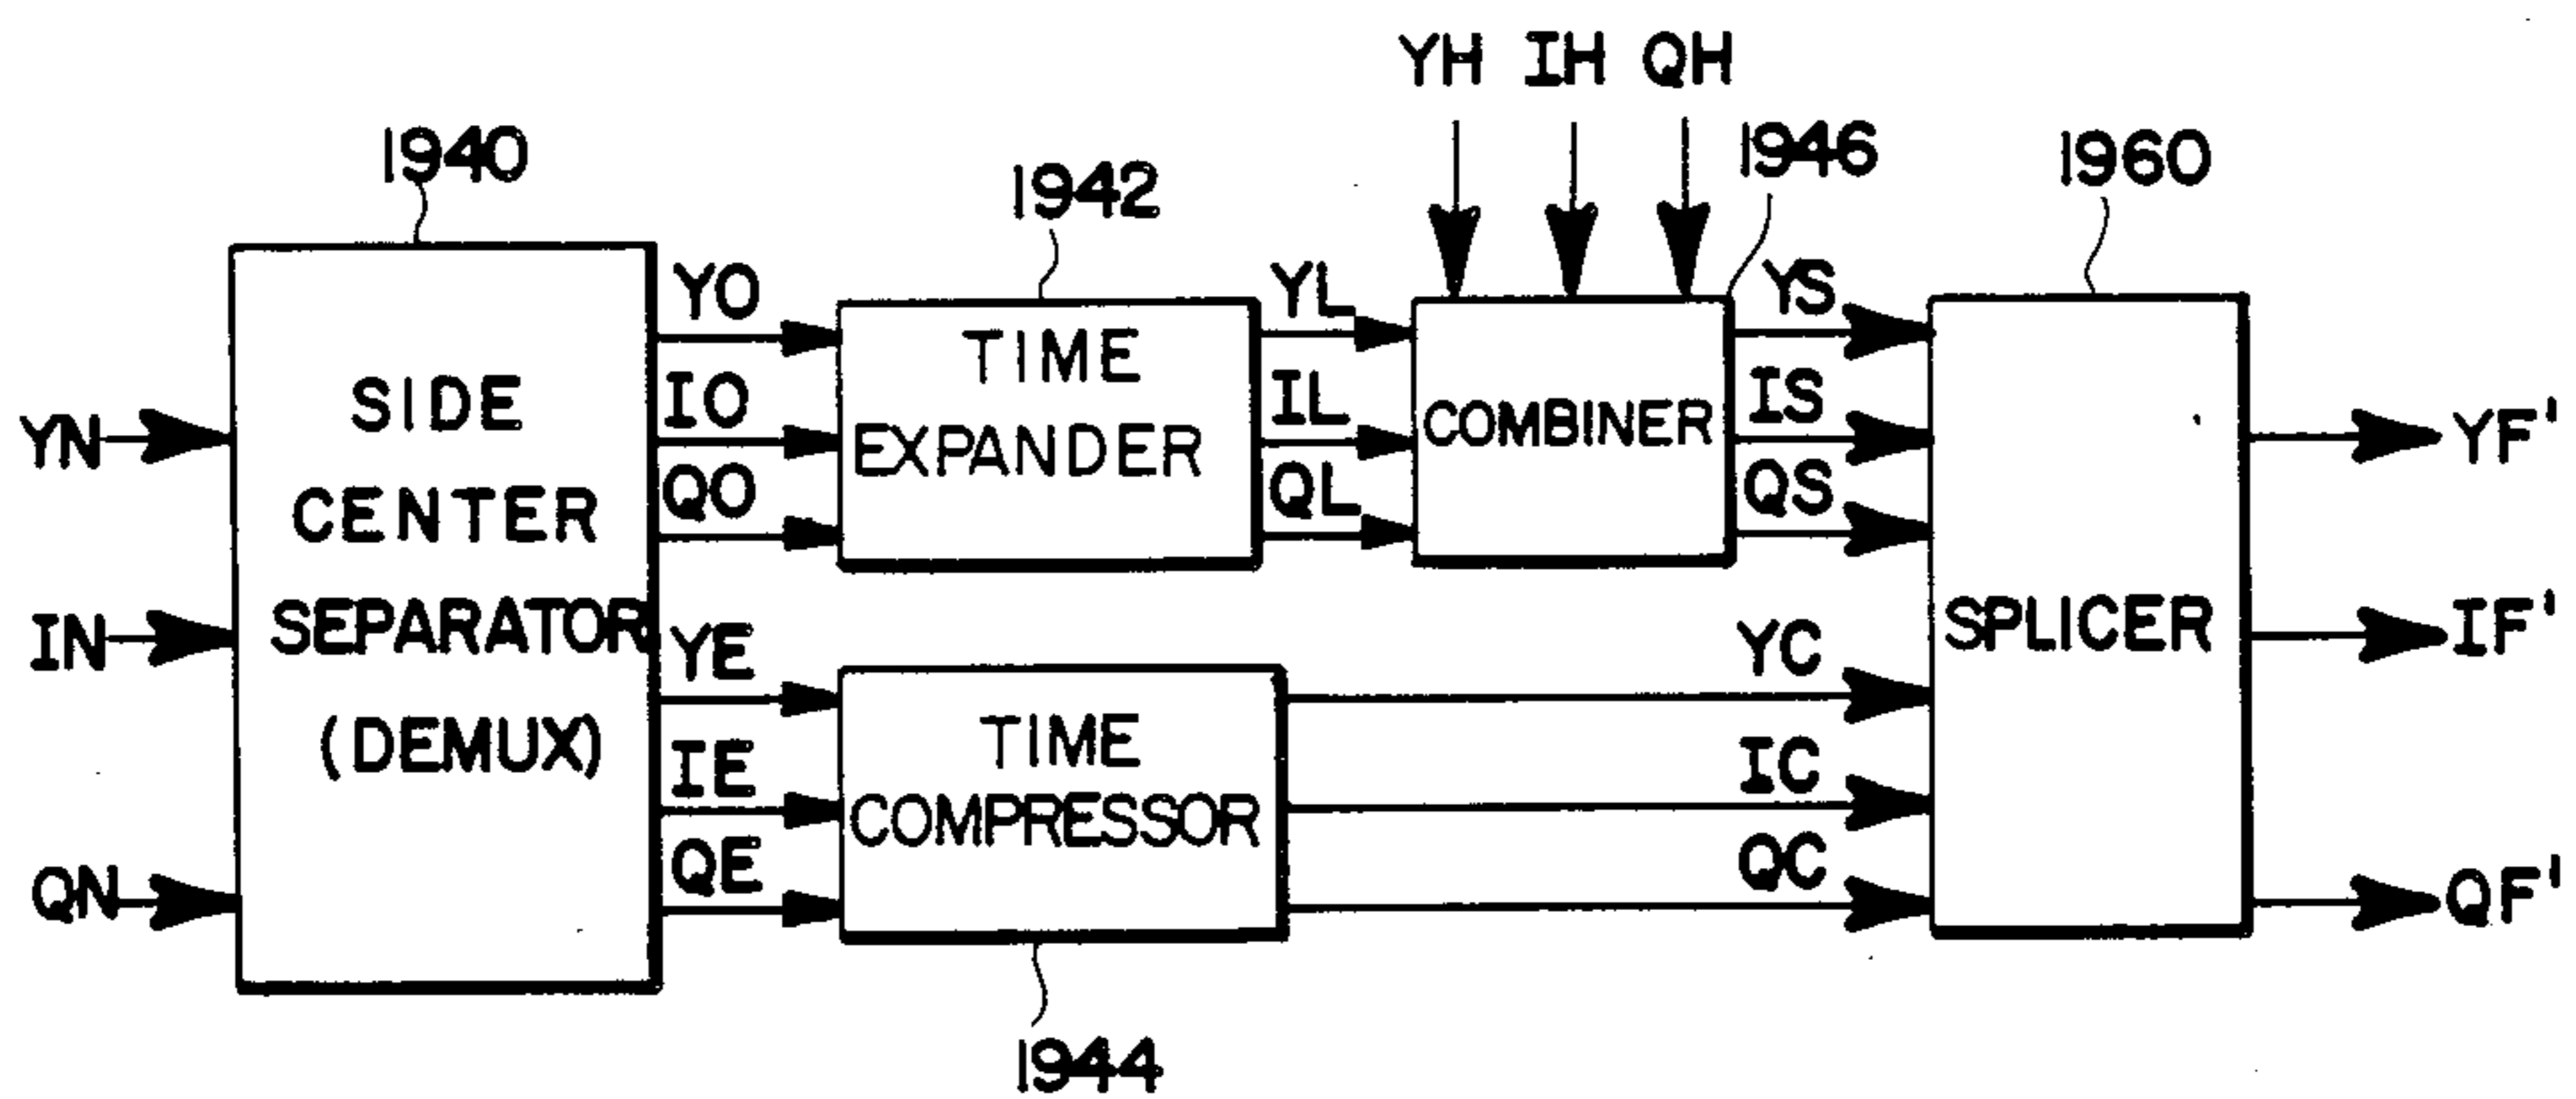 YH IH QH
1940
1942
1946
1960
YN
IN
QN
SIDE
CENTER
SEPARATOR
(DEMUX)
YO
IO
QO
YE
IE
QE
TIME
EXPANDER
TIME
COMPRESSOR
1944
YL
IL
QL
COMBINER
YS
IS
QS
YC
IC
QC
SPLICER
YF'
IF'
QF'